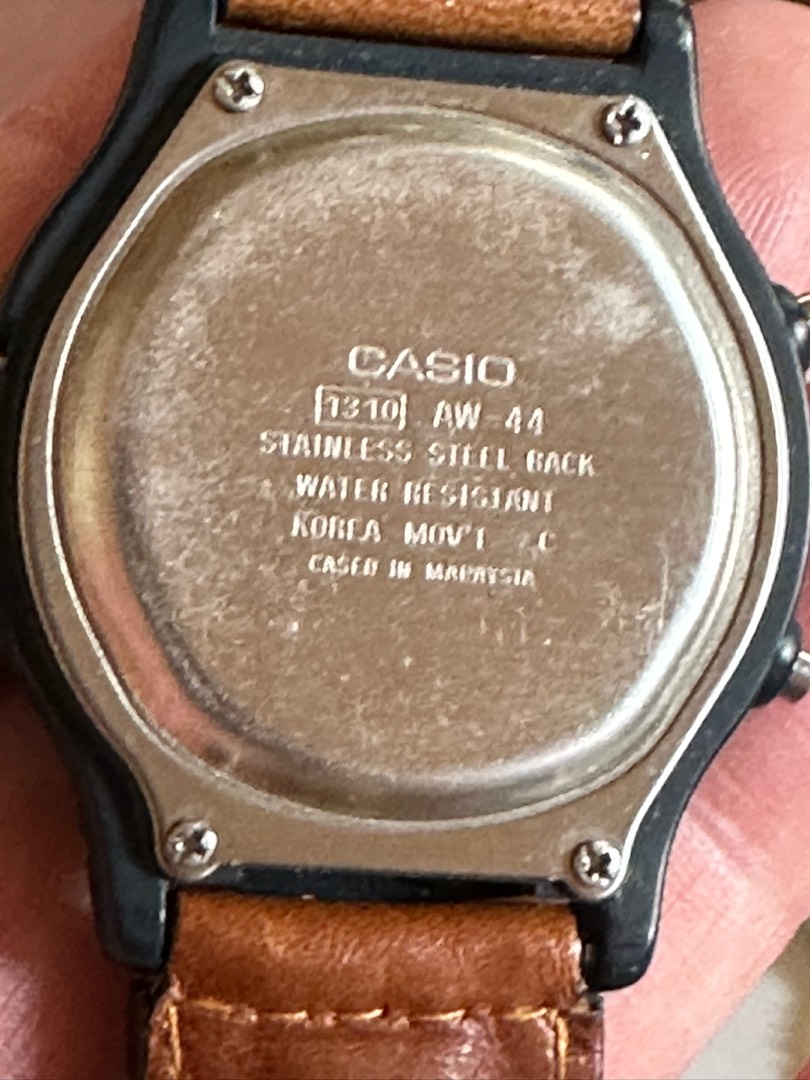 CASIO
1310 AW-44
STAINLESS STEEL BACK
WATER RESISTANT
KOREA MOV'T C
CASED IN MALAYSIA